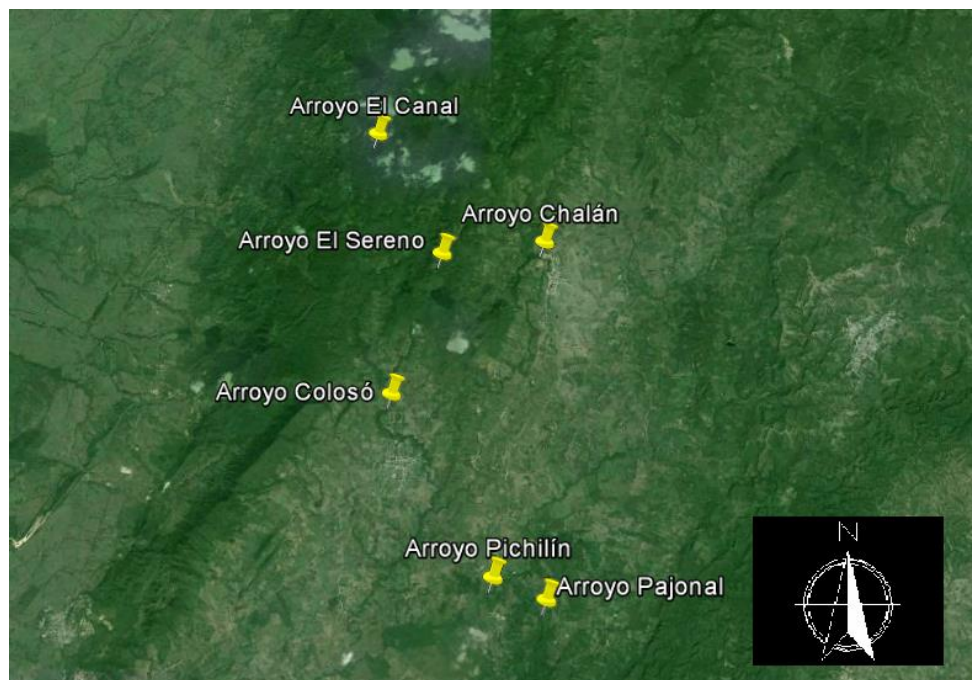 Arroyo El Canal
Arroyo Chalán
Arroyo El Sereno
Arroyo Colosó
Arroyo Pichilín
Arroyo Pajonal
N